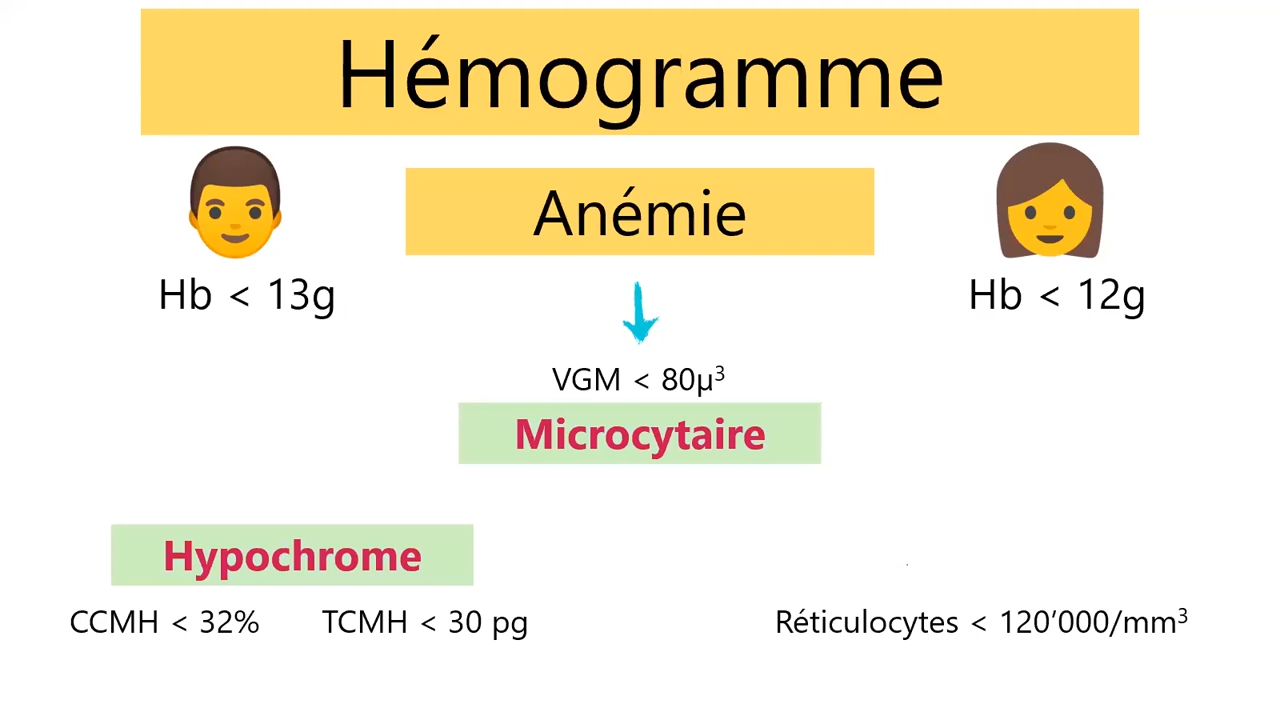 Hémogramme
Anémie
Hb < 13g
Hb < 12g
VGM < 80µ³
Microcytaire
Hypochrome
CCMH < 32%
TCMH < 30 pg
Réticulocytes < 120’000/mm³